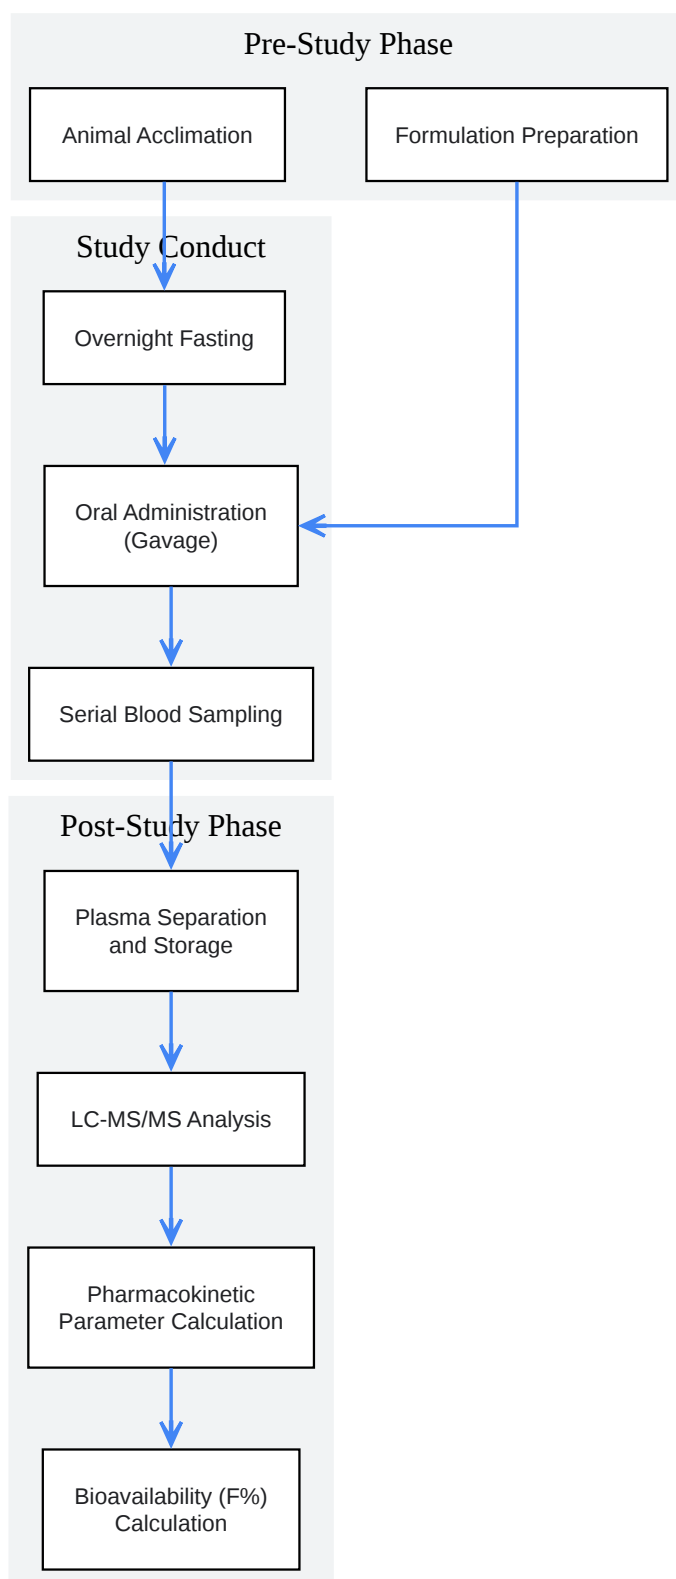 Pre-Study Phase
Animal Acclimation
Formulation Preparation
Study Conduct
Overnight Fasting
Oral Administration
(Gavage)
Serial Blood Sampling
Post-Study Phase
Plasma Separation
and Storage
LC-MS/MS Analysis
Pharmacokinetic
Parameter Calculation
Bioavailability (F%)
Calculation